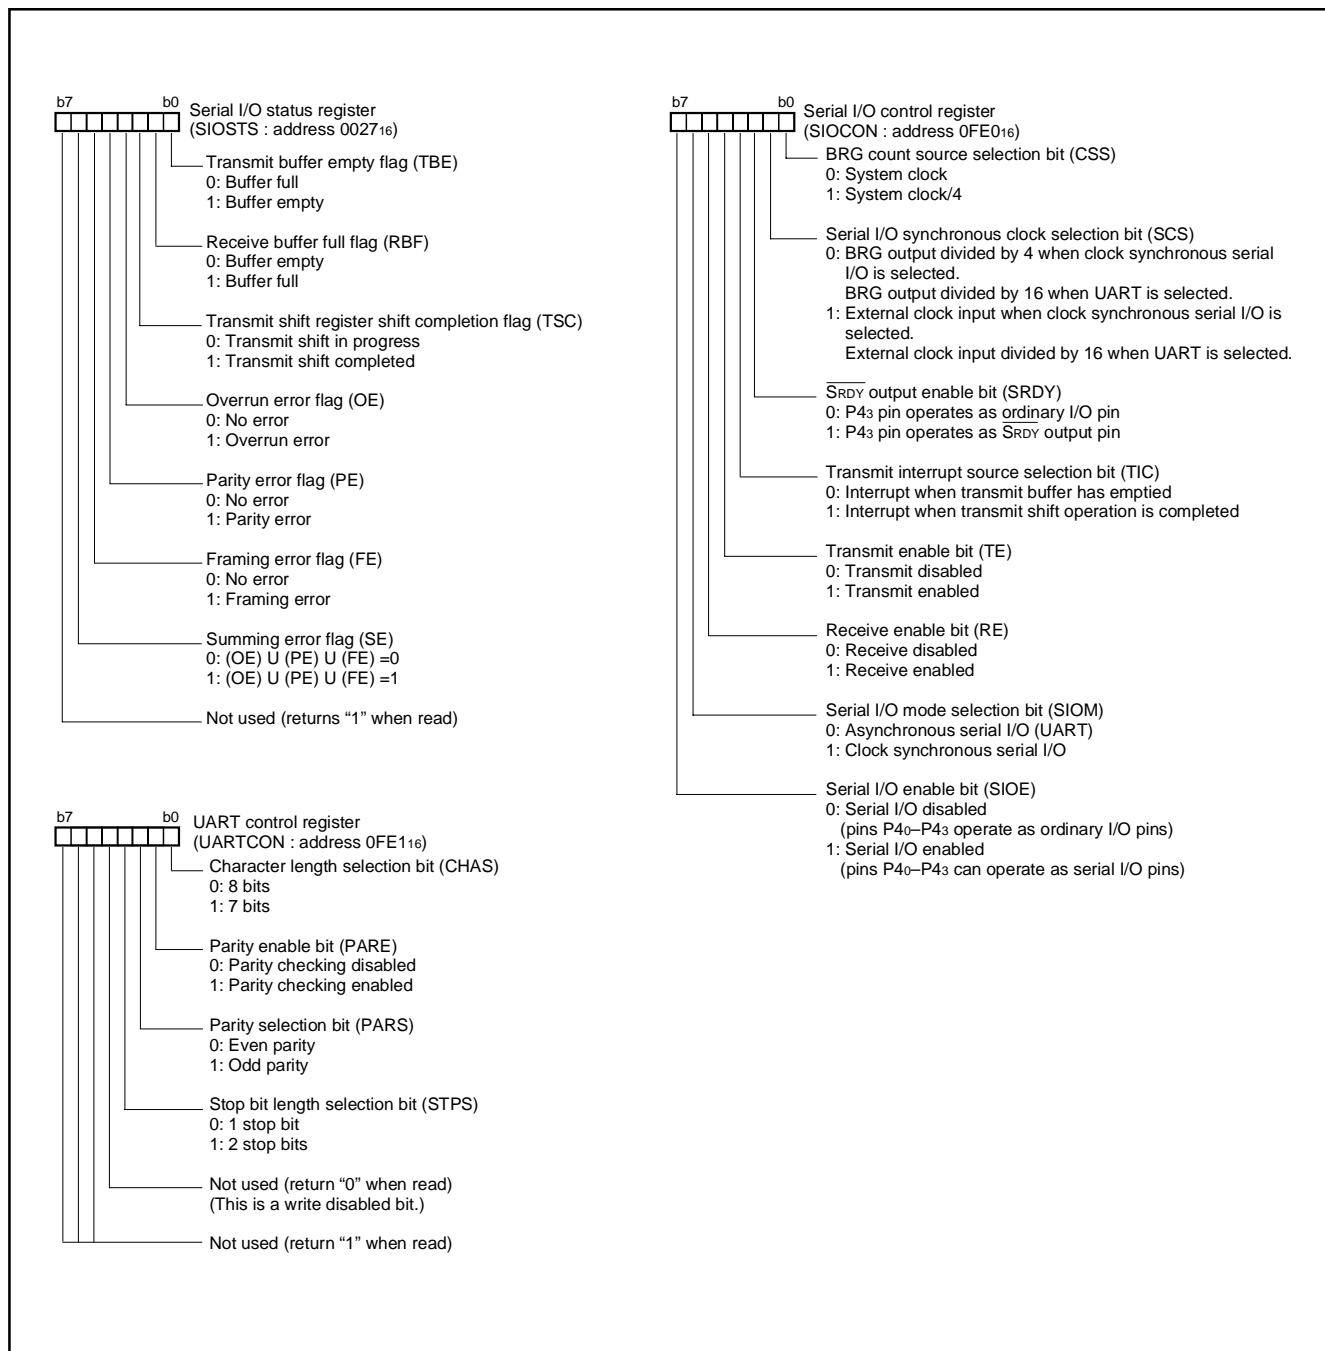 b7 b0
Serial I/O status register
(SIOSTS : address 002716)
Transmit buffer empty flag (TBE)
0: Buffer full
1: Buffer empty
Receive buffer full flag (RBF)
0: Buffer empty
1: Buffer full
Transmit shift register shift completion flag (TSC)
0: Transmit shift in progress
1: Transmit shift completed
Overrun error flag (OE)
0: No error
1: Overrun error
Parity error flag (PE)
0: No error
1: Parity error
Framing error flag (FE)
0: No error
1: Framing error
Summing error flag (SE)
0: (OE) U (PE) U (FE) =0
1: (OE) U (PE) U (FE) =1
Not used (returns “1” when read)
b7 b0
UART control register
(UARTCON : address 0FE116)
Character length selection bit (CHAS)
0: 8 bits
1: 7 bits
Parity enable bit (PARE)
0: Parity checking disabled
1: Parity checking enabled
Parity selection bit (PARS)
0: Even parity
1: Odd parity
Stop bit length selection bit (STPS)
0: 1 stop bit
1: 2 stop bits
Not used (return “0” when read)
(This is a write disabled bit.)
Not used (return “1” when read)
b7 b0
Serial I/O control register
(SIOCON : address 0FE016)
BRG count source selection bit (CSS)
0: System clock
1: System clock/4
Serial I/O synchronous clock selection bit (SCS)
0: BRG output divided by 4 when clock synchronous serial
I/O is selected.
BRG output divided by 16 when UART is selected.
1: External clock input when clock synchronous serial I/O is
selected.
External clock input divided by 16 when UART is selected.
SRDY output enable bit (SRDY)
0: P43 pin operates as ordinary I/O pin
1: P43 pin operates as SRDY output pin
Transmit interrupt source selection bit (TIC)
0: Interrupt when transmit buffer has emptied
1: Interrupt when transmit shift operation is completed
Transmit enable bit (TE)
0: Transmit disabled
1: Transmit enabled
Receive enable bit (RE)
0: Receive disabled
1: Receive enabled
Serial I/O mode selection bit (SIOM)
0: Asynchronous serial I/O (UART)
1: Clock synchronous serial I/O
Serial I/O enable bit (SIOE)
0: Serial I/O disabled
(pins P40–P43 operate as ordinary I/O pins)
1: Serial I/O enabled
(pins P40–P43 can operate as serial I/O pins)